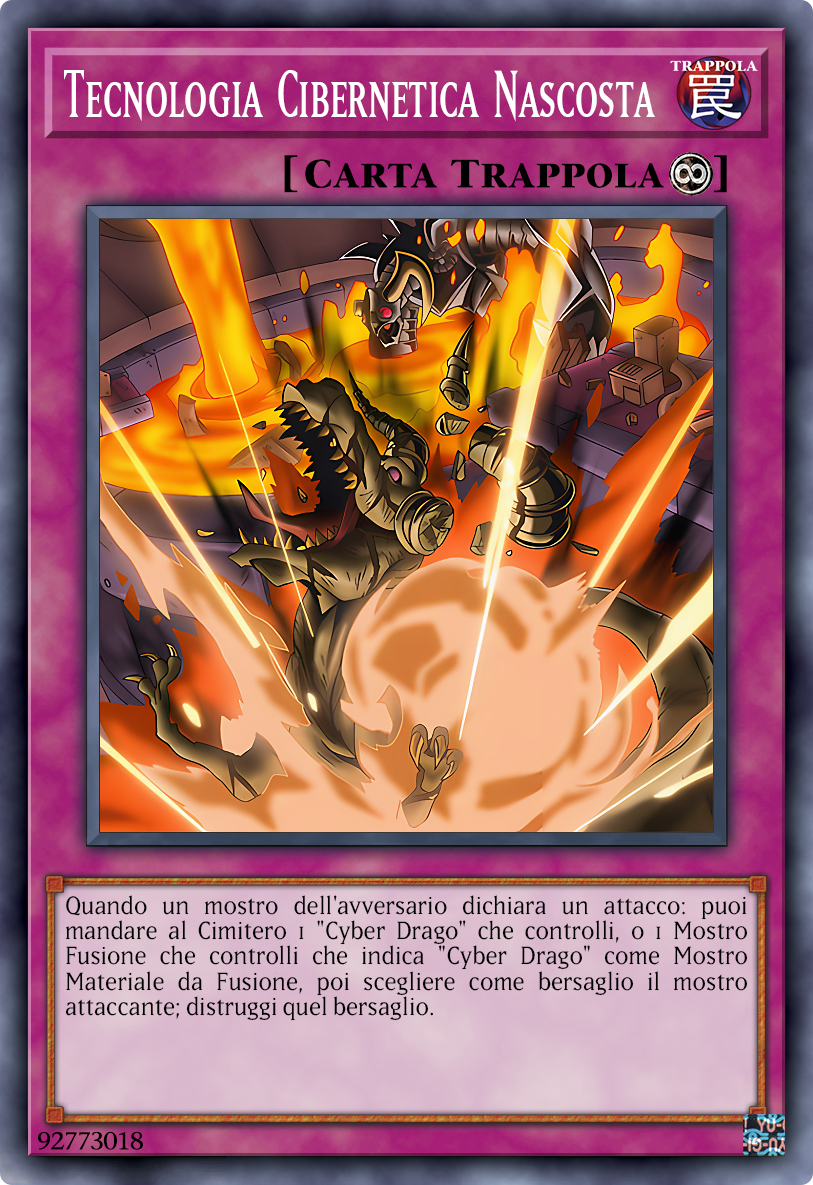 Tecnologia Cibernetica Nascosta
TRAPPOLA
罠
[Carta Trappola]
Quando un mostro dell'avversario dichiara un attacco: puoi
mandare al Cimitero 1 "Cyber Drago" che controlli, o 1 Mostro
Fusione che controlli che indica "Cyber Drago" come Mostro
Materiale da Fusione, poi scegliere come bersaglio il mostro
attaccante; distruggi quel bersaglio.
92773018